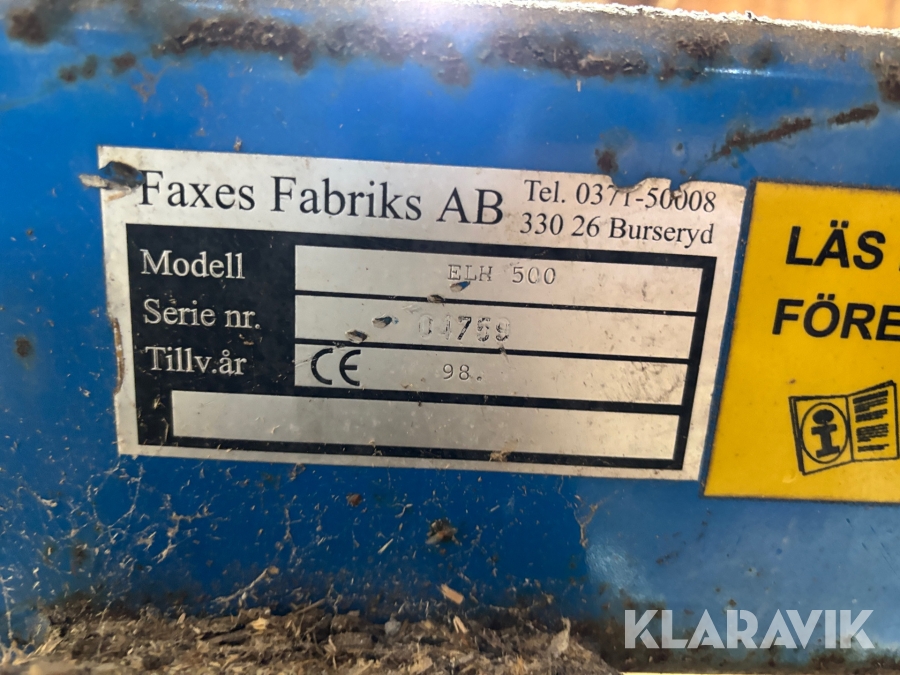 Faxes Fabriks AB
Tel. 0371-50008
330 26 Burseryd
Modell ELH 500
Serie nr.
Tillv.år CE 98.
LÄS
FÖRE
KLARAVIK